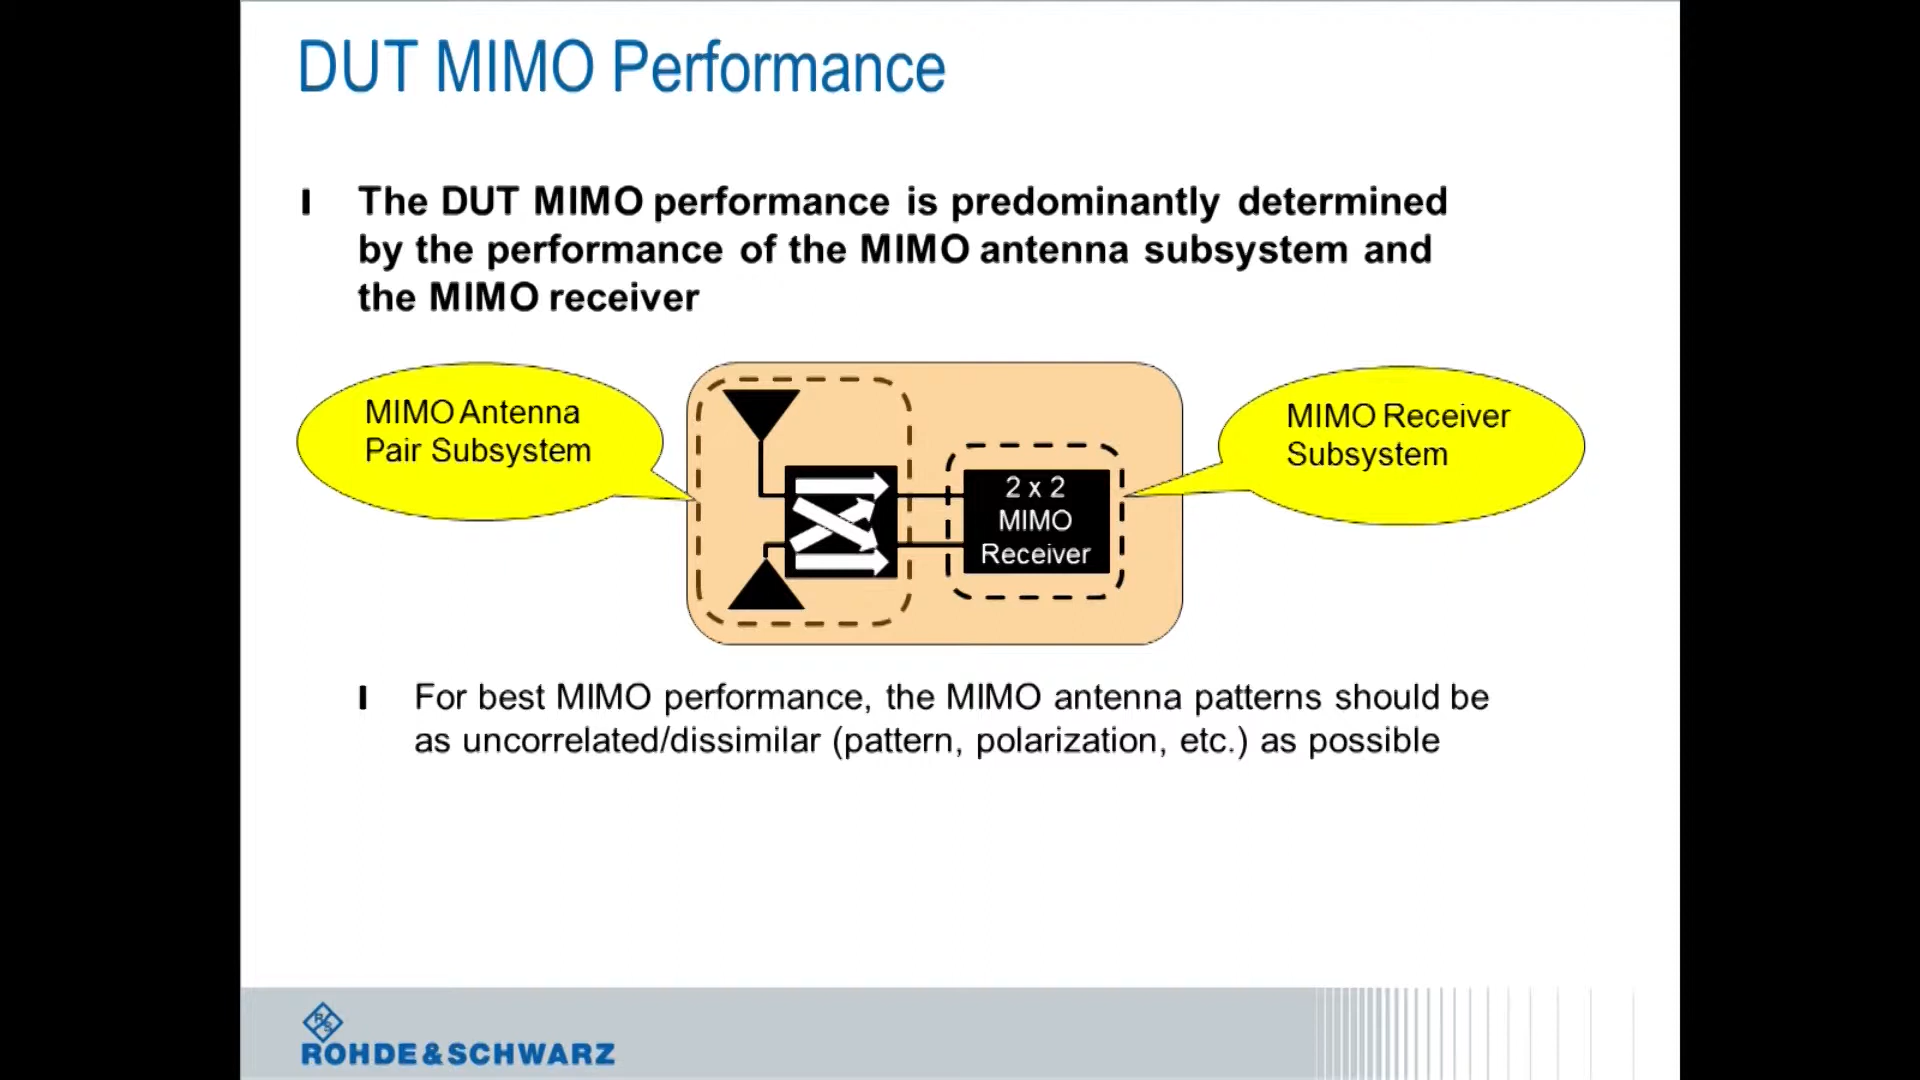 DUT MIMO Performance
The DUT MIMO performance is predominantly determined
by the performance of the MIMO antenna subsystem and
the MIMO receiver
MIMO Antenna
Pair Subsystem
2 x 2
MIMO
Receiver
MIMO Receiver
Subsystem
For best MIMO performance, the MIMO antenna patterns should be
as uncorrelated/dissimilar (pattern, polarization, etc.) as possible
R
S
ROHDE&SCHWARZ